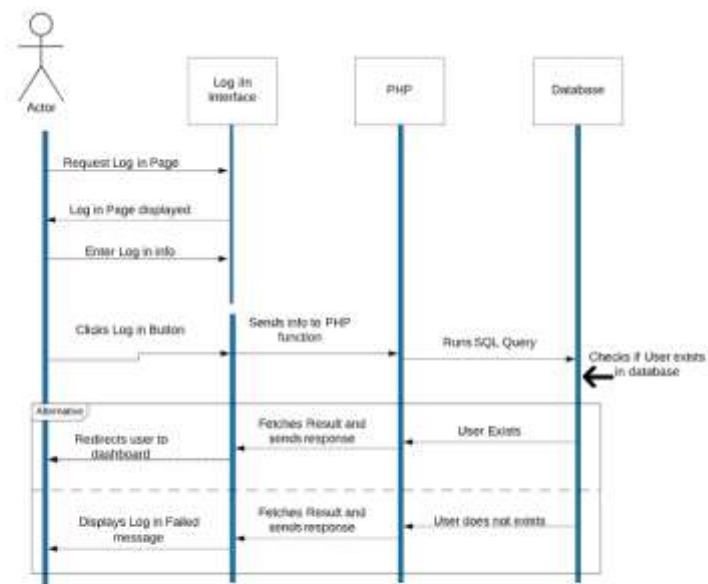 Actor
Log iIn
Interface
PHP
Database
Request Log in Page
Log in Page displayed
Enter Log in info
Clicks Log in Button
Sends info to PHP
function
Runs SQL Query
Checks if User exists
in database
Alternative
Redirects user to
dashboard
Fetches Result and
sends response
User Exists
Displays Log in Failed
message
Fetches Result and
sends response
User does not exists